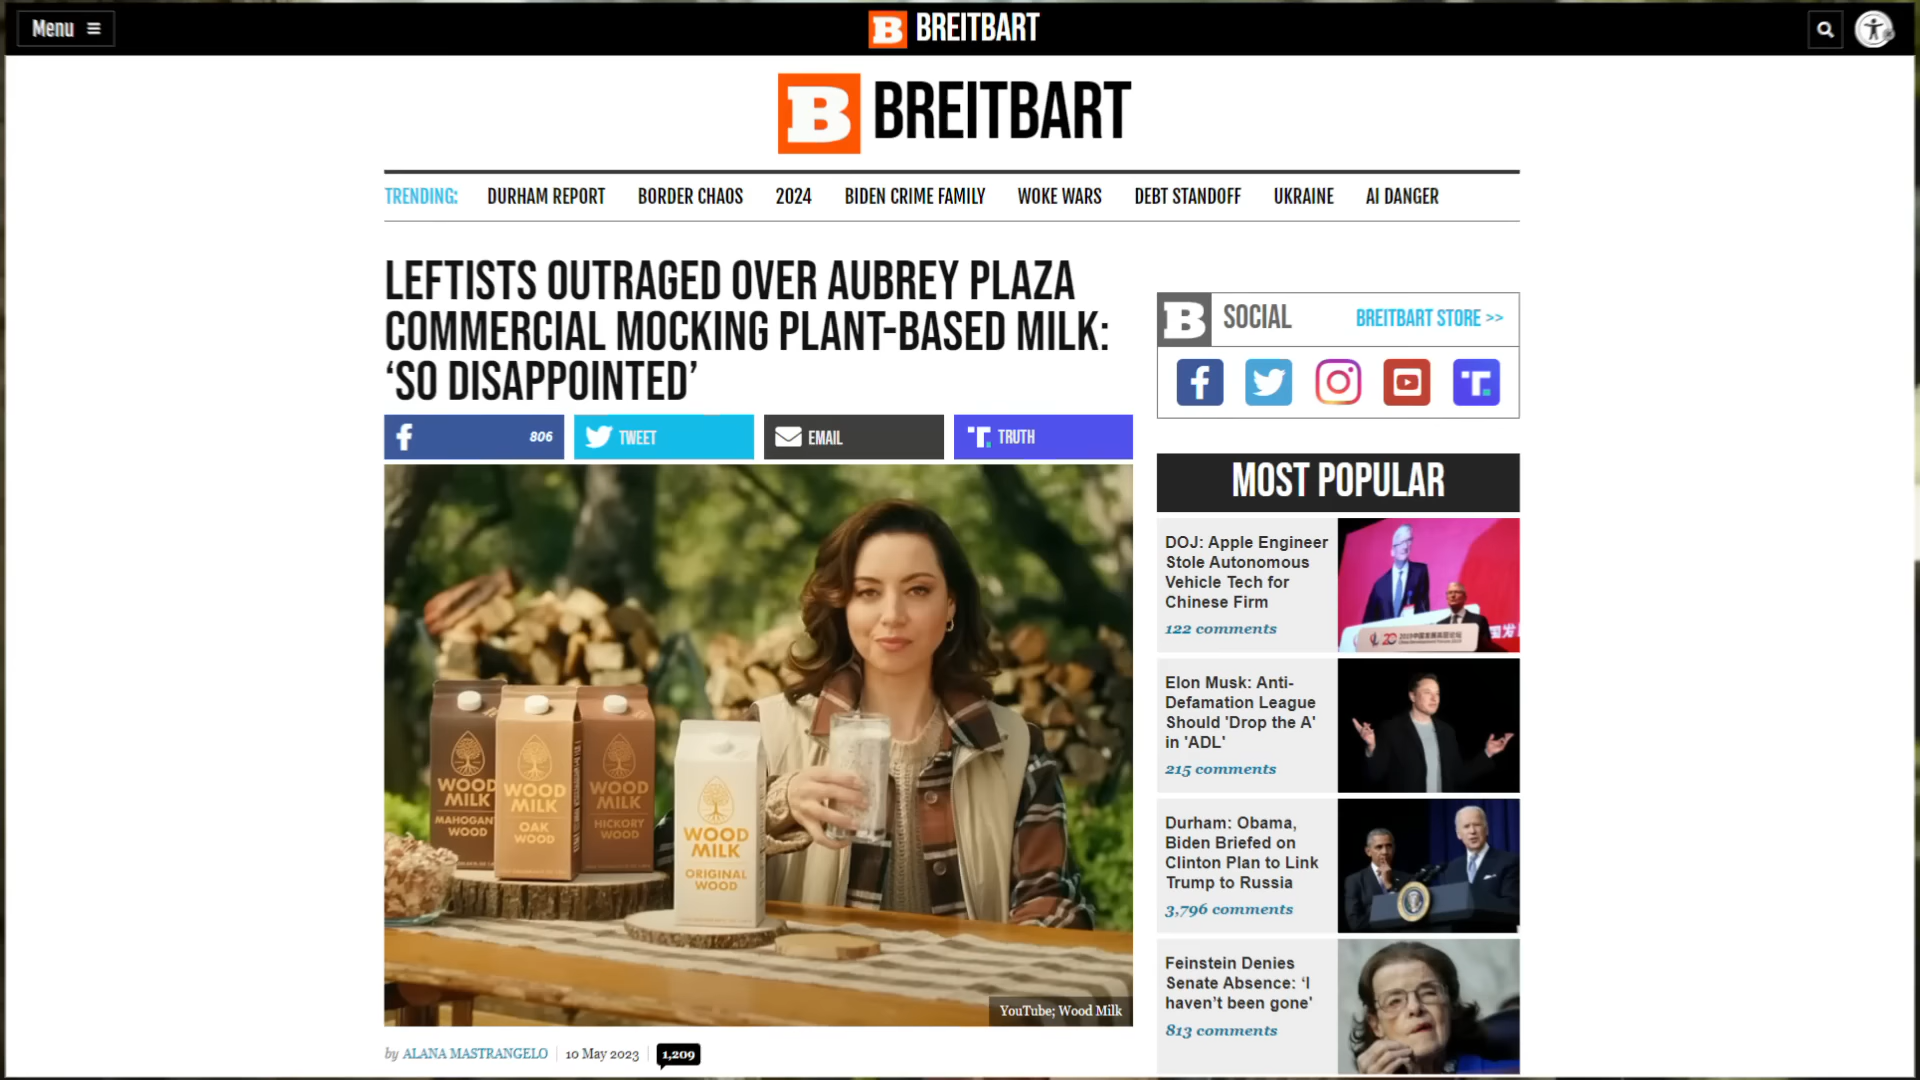 Menu
B BREITBART
B BREITBART
TRENDING: DURHAM REPORT BORDER CHAOS 2024 BIDEN CRIME FAMILY WOKE WARS DEBT STANDOFF UKRAINE AI DANGER
LEFTISTS OUTRAGED OVER AUBREY PLAZA
COMMERCIAL MOCKING PLANT-BASED MILK:
‘SO DISAPPOINTED’
806
TWEET
EMAIL
TRUTH
WOOD
MILK
MAHOGAN
WOOD
WOOD
MILK
OAK
WOOD
WOOD
MILK
HICKORY
WOOD
WOOD
MILK
ORIGINAL
WOOD
YouTube; Wood Milk
by ALANA MASTRANGELO 10 May 2023 1,209
B SOCIAL BREITBART STORE >>
MOST POPULAR
DOJ: Apple Engineer
Stole Autonomous
Vehicle Tech for
Chinese Firm
122 comments
Elon Musk: Anti-
Defamation League
Should 'Drop the A'
in 'ADL'
215 comments
Durham: Obama,
Biden Briefed on
Clinton Plan to Link
Trump to Russia
3,796 comments
Feinstein Denies
Senate Absence: ‘I
haven’t been gone'
813 comments